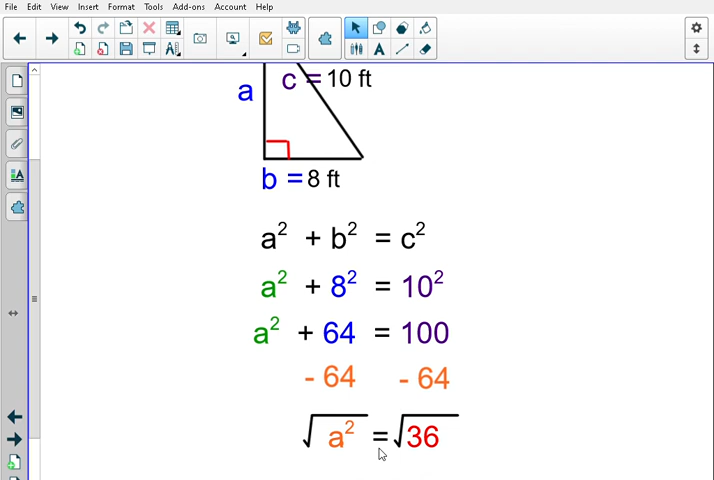 File Edit View Insert Format Tools Add-ons Account Help
a
c = 10 ft
b = 8 ft
a² + b² = c²
a² + 8² = 10²
a² + 64 = 100
- 64 - 64
√a² = √36